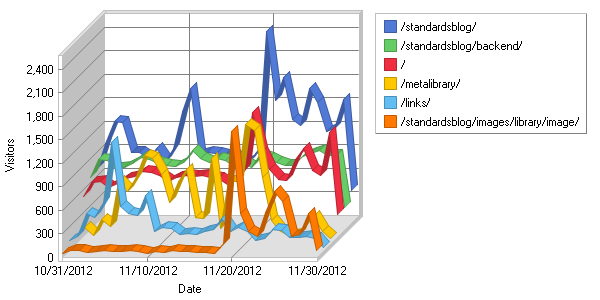 2,400
2,100
1,800
1,500
1,200
900
600
300
0
Visitors
10/31/2012
11/10/2012
11/20/2012
11/30/2012
Date
/standardsblog/
/standardsblog/backend/
/
/metalibrary/
/links/
/standardsblog/images/library/image/